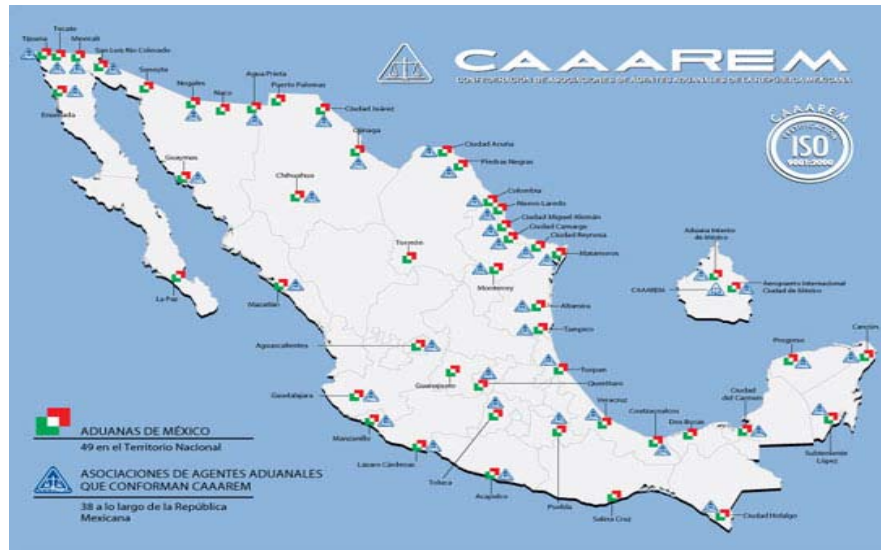 CAAAREM
CONFEDERACIÓN DE ASOCIACIONES DE AGENTES ADUANALES DE LA REPÚBLICA MEXICANA
CAAAREM
CERTIFICACIÓN
ISO
9001:2000
Tijuana
Tecate
Mexicali
San Luis Río Colorado
Sonoyta
Nogales
Naco
Agua Prieta
Puerto Palomas
Ciudad Juárez
Ensenada
Ojinaga
Ciudad Acuña
Piedras Negras
Guaymas
Chihuahua
Colombia
Nuevo Laredo
Ciudad Miguel Alemán
Ciudad Camargo
Ciudad Reynosa
Matamoros
Torreón
Monterrey
La Paz
Mazatlán
Altamira
Tampico
Aduana Interior
de México
CAAAREM
Aeropuerto Internacional
Ciudad de México
Aguascalientes
Guanajuato
Tuxpan
Querétaro
Veracruz
Guadalajara
Manzanillo
Lázaro Cárdenas
Toluca
Acapulco
Puebla
Salina Cruz
Coatzacoalcos
Dos Bocas
Ciudad
del Carmen
Progreso
Cancún
Subteniente
López
Ciudad Hidalgo
ADUANAS DE MÉXICO
49 en el Territorio Nacional
ASOCIACIONES DE AGENTES ADUANALES
QUE CONFORMAN CAAAREM
38 a lo largo de la República
Mexicana